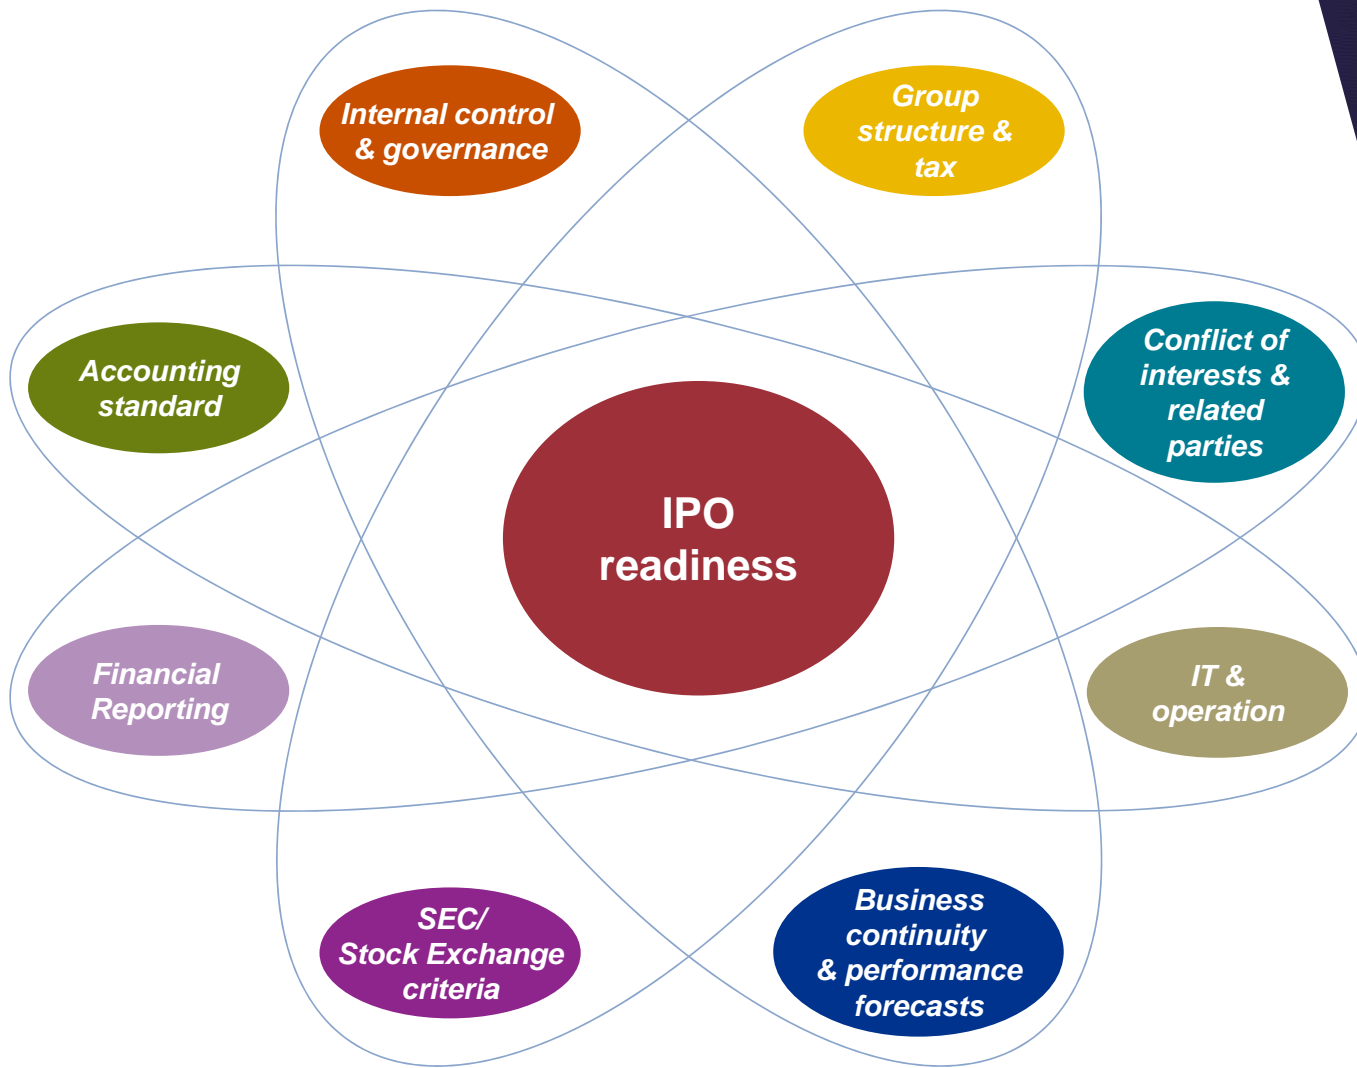 Internal control
& governance
Group
structure &
tax
Accounting
standard
Conflict of
interests &
related
parties
IPO
readiness
Financial
Reporting
IT &
operation
SEC/
Stock Exchange
criteria
Business
continuity
& performance
forecasts